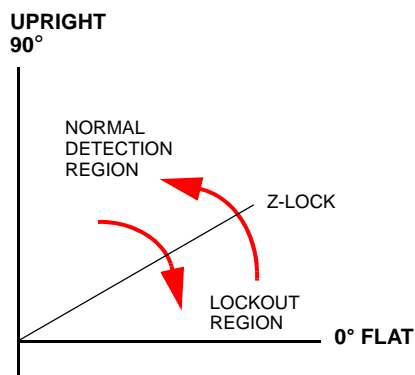 UPRIGHT
90°
NORMAL
DETECTION
REGION
Z-LOCK
LOCKOUT
REGION
0° FLAT